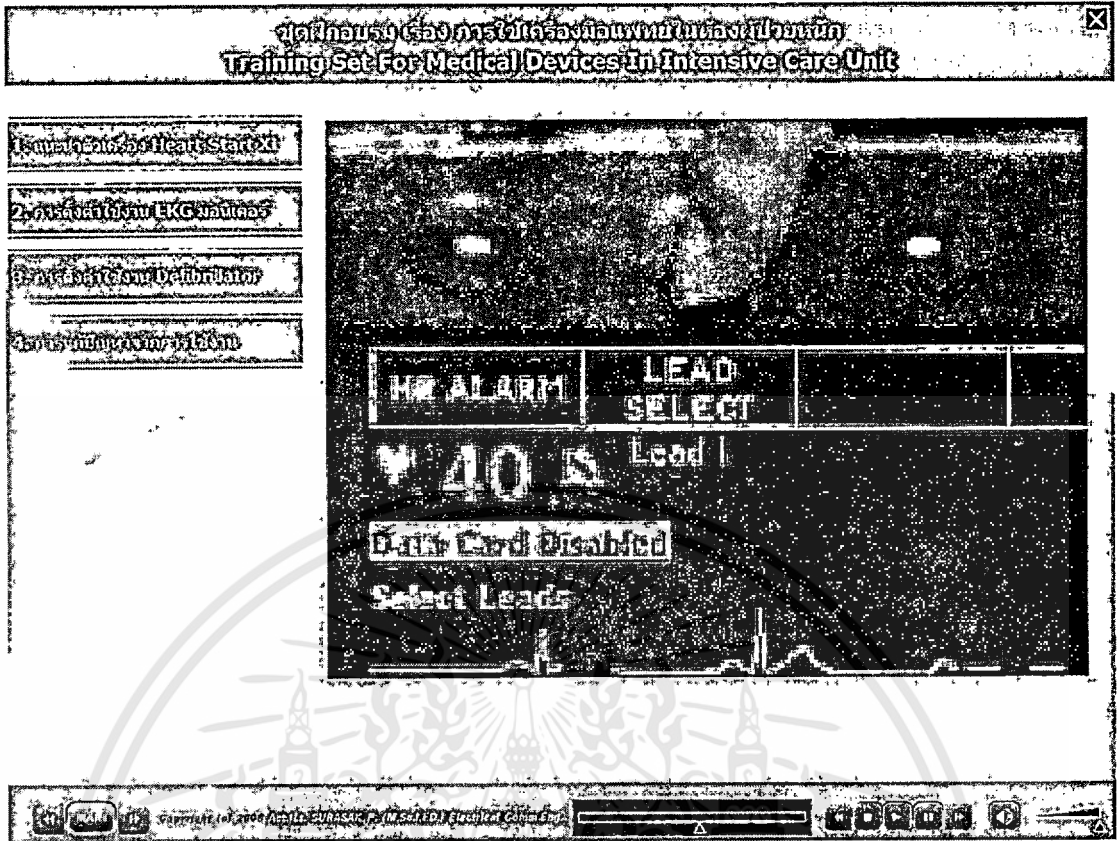 ชุดฝึกอบรม เรื่อง การใช้เครื่องมือแพทย์ในห้องผู้ป่วยหนัก
Training Set For Medical Devices In Intensive Care Unit
1. แนะนำตัวเครื่อง Heart Start Xt
2. การตั้งค่าใช้งาน EKG มอนิเตอร์
3. การตั้งค่าใช้งาน Defibrillator
HR ALARM
LEAD
SELECT
40
Lead I
Data Card Disabled
Select Leads
Copyright (c) 2008